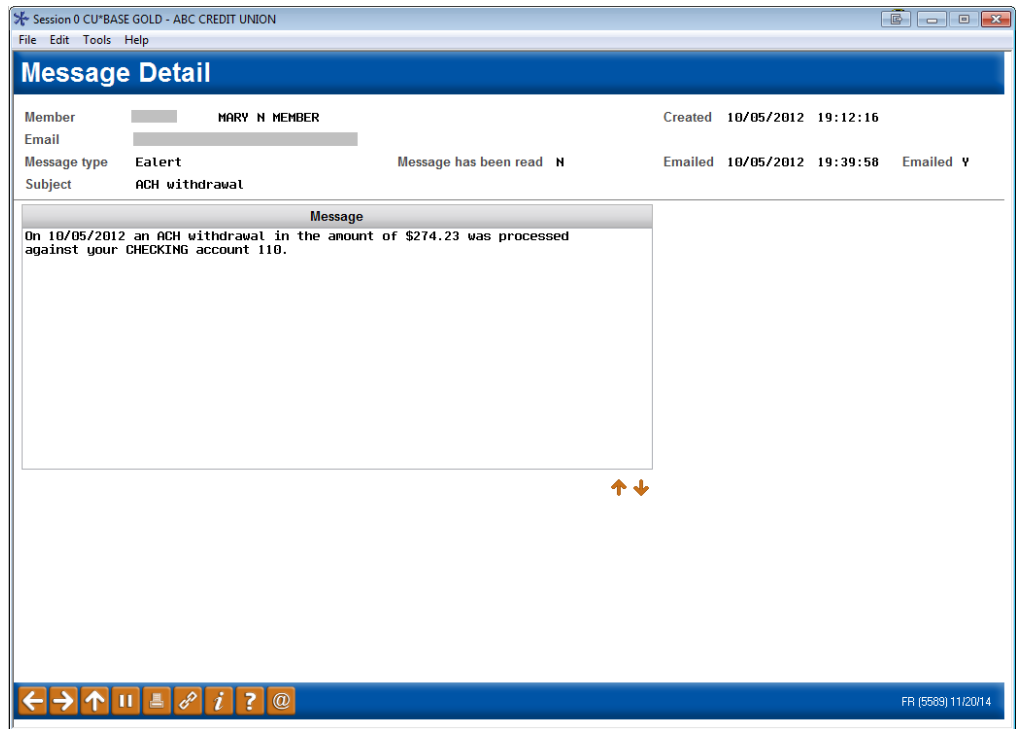 Session 0 CU*BASE GOLD - ABC CREDIT UNION
File Edit Tools Help
Message Detail
Member MARY N MEMBER Created 10/05/2012 19:12:16
Email
Message type Ealert Message has been read N Emailed 10/05/2012 19:39:58 Emailed Y
Subject ACH withdrawal
Message
On 10/05/2012 an ACH withdrawal in the amount of $274.23 was processed
against your CHECKING account 110.
FR (5589) 11/20/14